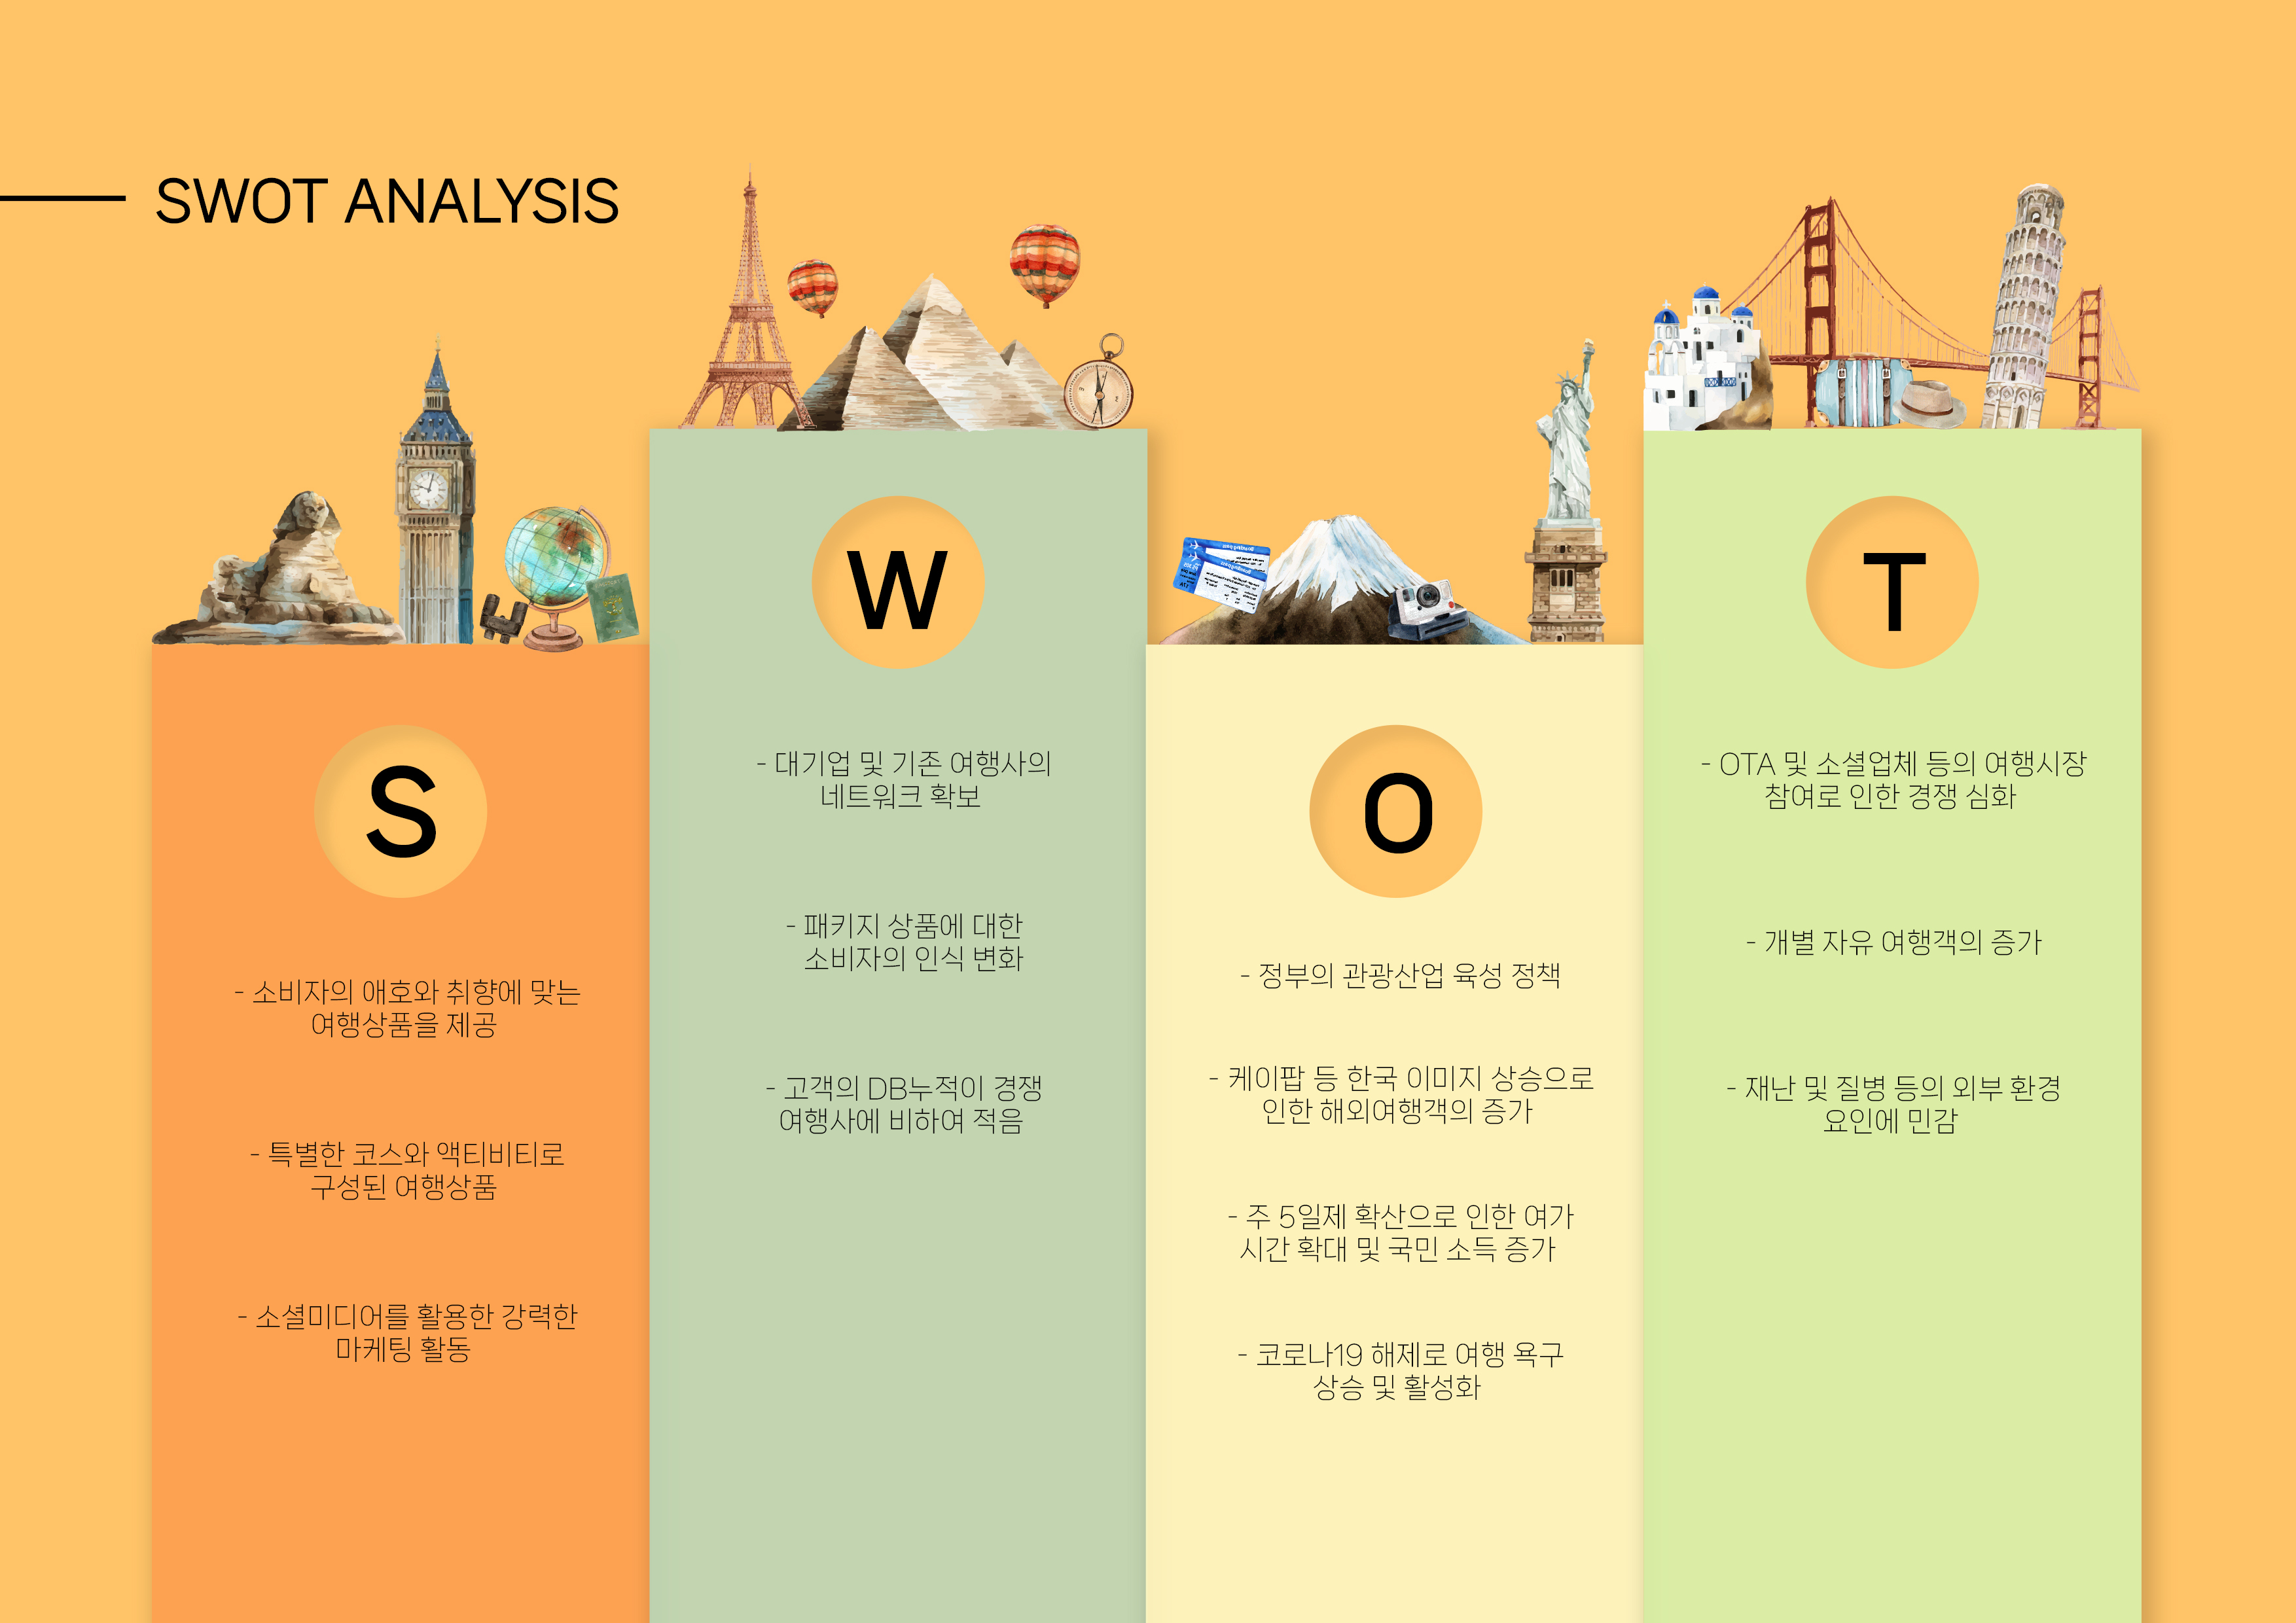 SWOT ANALYSIS
S
- 소비자의 애호와 취향에 맞는
여행상품을 제공
- 특별한 코스와 액티비티로
구성된 여행상품
- 소셜미디어를 활용한 강력한
마케팅 활동
W
- 대기업 및 기존 여행사의
네트워크 확보
- 패키지 상품에 대한
소비자의 인식 변화
- 고객의 DB누적이 경쟁
여행사에 비하여 적음
O
- 정부의 관광산업 육성 정책
- 케이팝 등 한국 이미지 상승으로
인한 해외여행객의 증가
- 주 5일제 확산으로 인한 여가
시간 확대 및 국민 소득 증가
- 코로나19 해제로 여행 욕구
상승 및 활성화
T
- OTA 및 소셜업체 등의 여행시장
참여로 인한 경쟁 심화
- 개별 자유 여행객의 증가
- 재난 및 질병 등의 외부 환경
요인에 민감